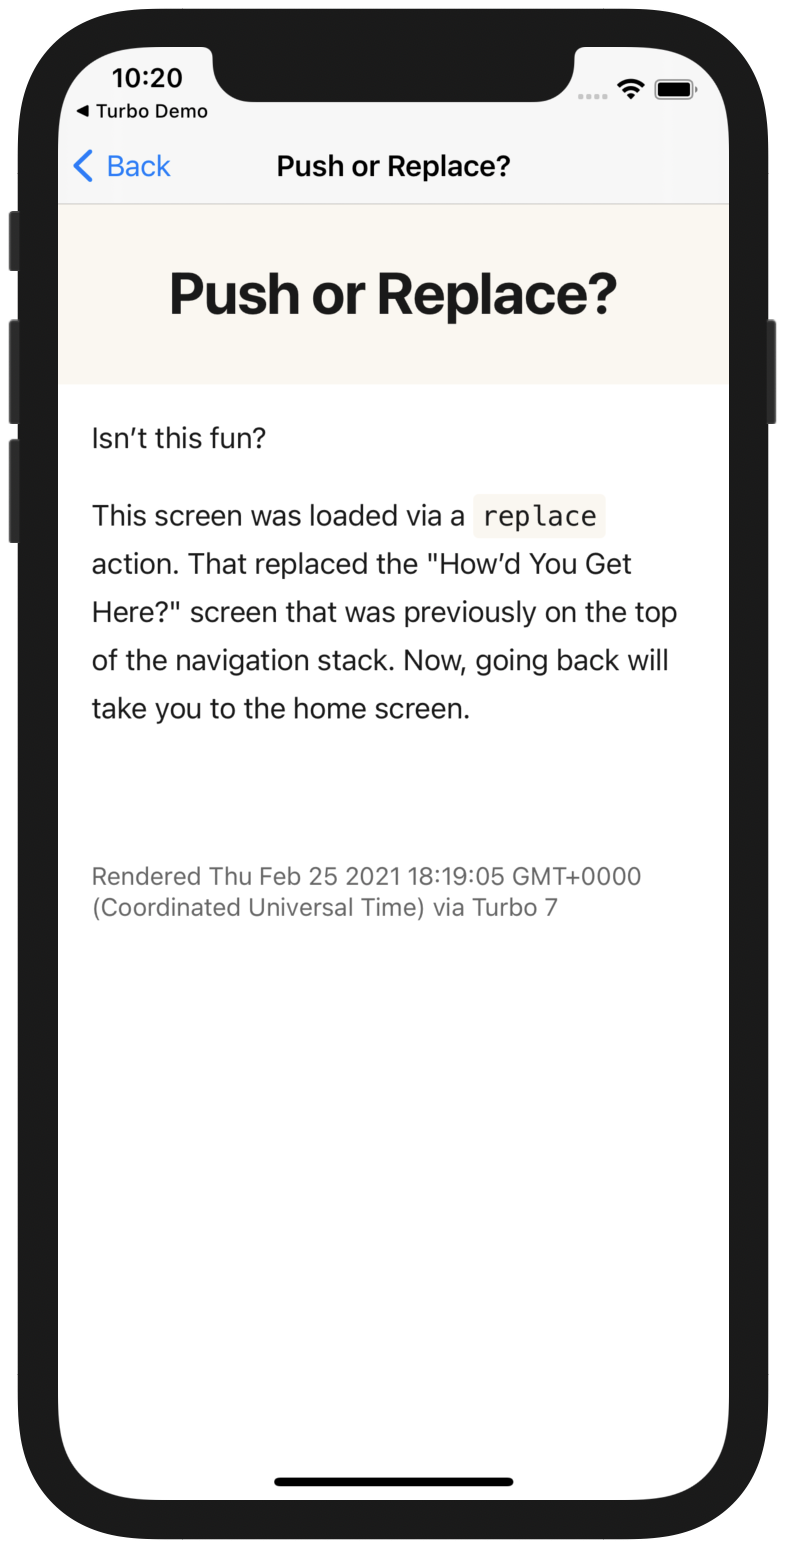 10:20
◀ Turbo Demo
Back
Push or Replace?
Push or Replace?
Isn’t this fun?
This screen was loaded via a replace
action. That replaced the "How’d You Get
Here?" screen that was previously on the top
of the navigation stack. Now, going back will
take you to the home screen.
Rendered Thu Feb 25 2021 18:19:05 GMT+0000
(Coordinated Universal Time) via Turbo 7